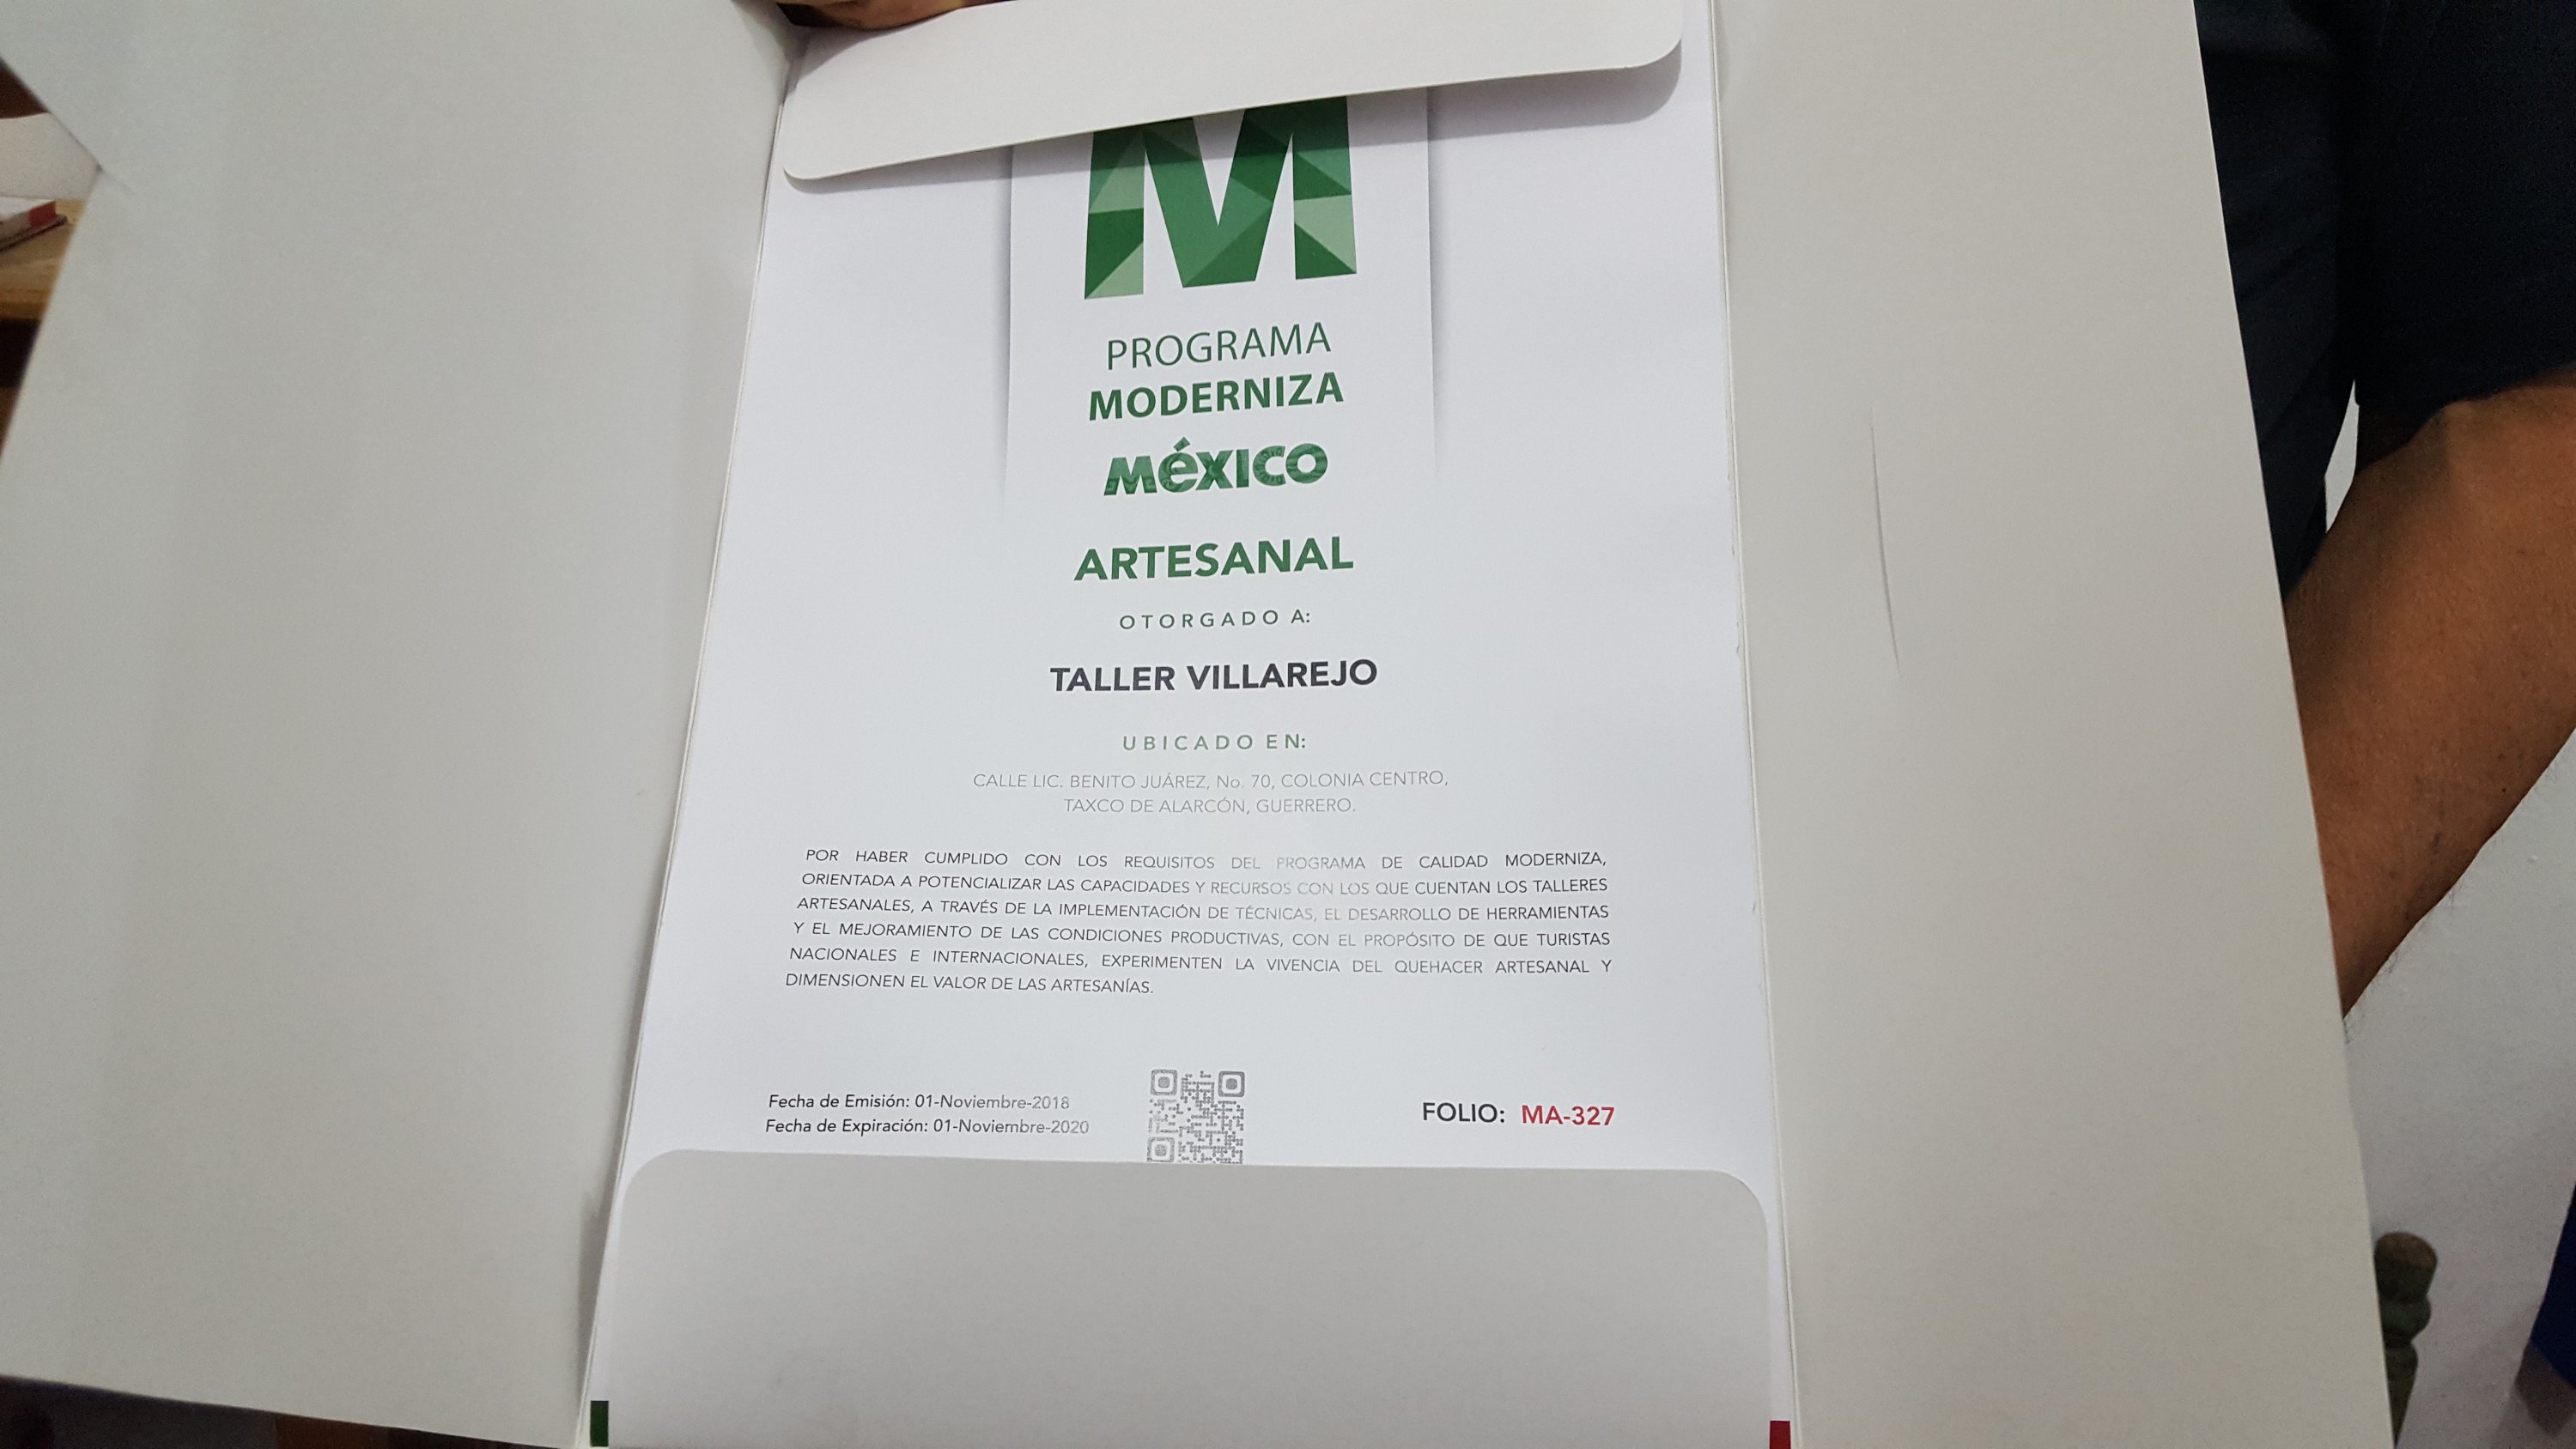 M
PROGRAMA
MODERNIZA
MéXICO
ARTESANAL
OTORGADO A:
TALLER VILLAREJO
UBICADO EN:
CALLE LIC. BENITO JUÁREZ, No. 70, COLONIA CENTRO,
TAXCO DE ALARCÓN, GUERRERO.
POR HABER CUMPLIDO CON LOS REQUISITOS DEL PROGRAMA DE CALIDAD MODERNIZA,
ORIENTADA A POTENCIALIZAR LAS CAPACIDADES Y RECURSOS CON LOS QUE CUENTAN LOS TALLERES
ARTESANALES, A TRAVÉS DE LA IMPLEMENTACIÓN DE TÉCNICAS, EL DESARROLLO DE HERRAMIENTAS
Y EL MEJORAMIENTO DE LAS CONDICIONES PRODUCTIVAS, CON EL PROPÓSITO DE QUE TURISTAS
NACIONALES E INTERNACIONALES, EXPERIMENTEN LA VIVENCIA DEL QUEHACER ARTESANAL Y
DIMENSIONEN EL VALOR DE LAS ARTESANÍAS.
Fecha de Emisión: 01-Noviembre-2018
Fecha de Expiración: 01-Noviembre-2020
FOLIO: MA-327